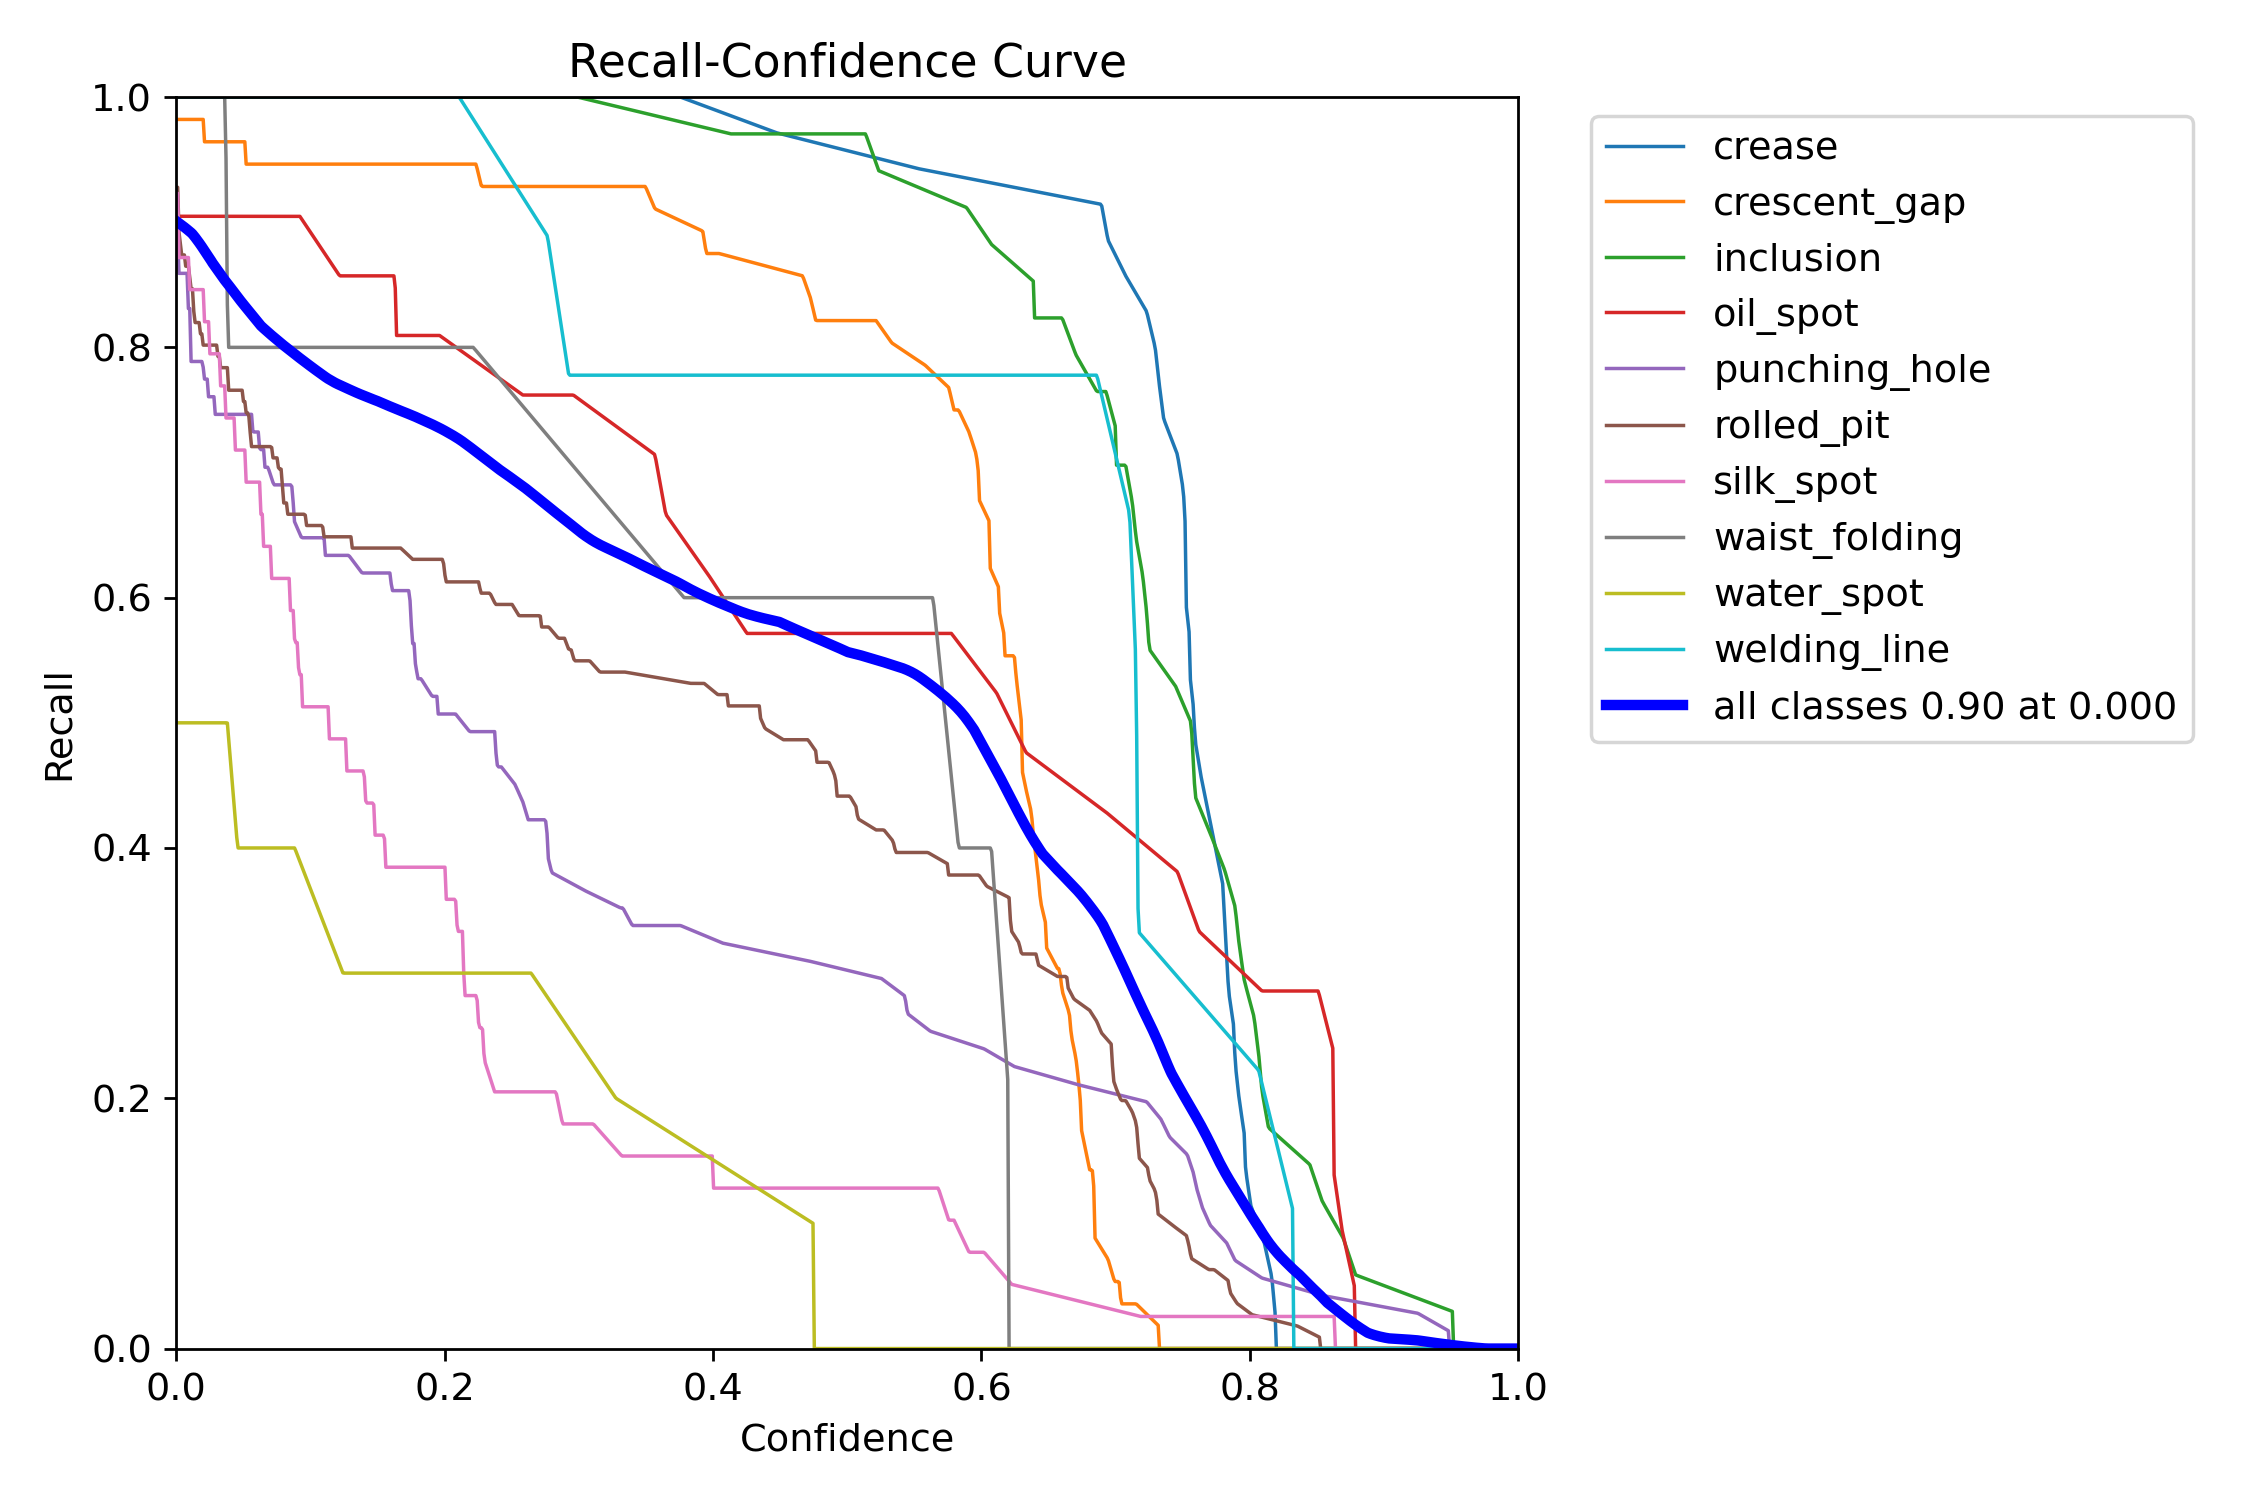 Recall-Confidence Curve
1.0
0.8
0.6
0.4
0.2
0.0
Recall
0.0 0.2 0.4 0.6 0.8 1.0
Confidence
crease
crescent_gap
inclusion
oil_spot
punching_hole
rolled_pit
silk_spot
waist_folding
water_spot
welding_line
all classes 0.90 at 0.000